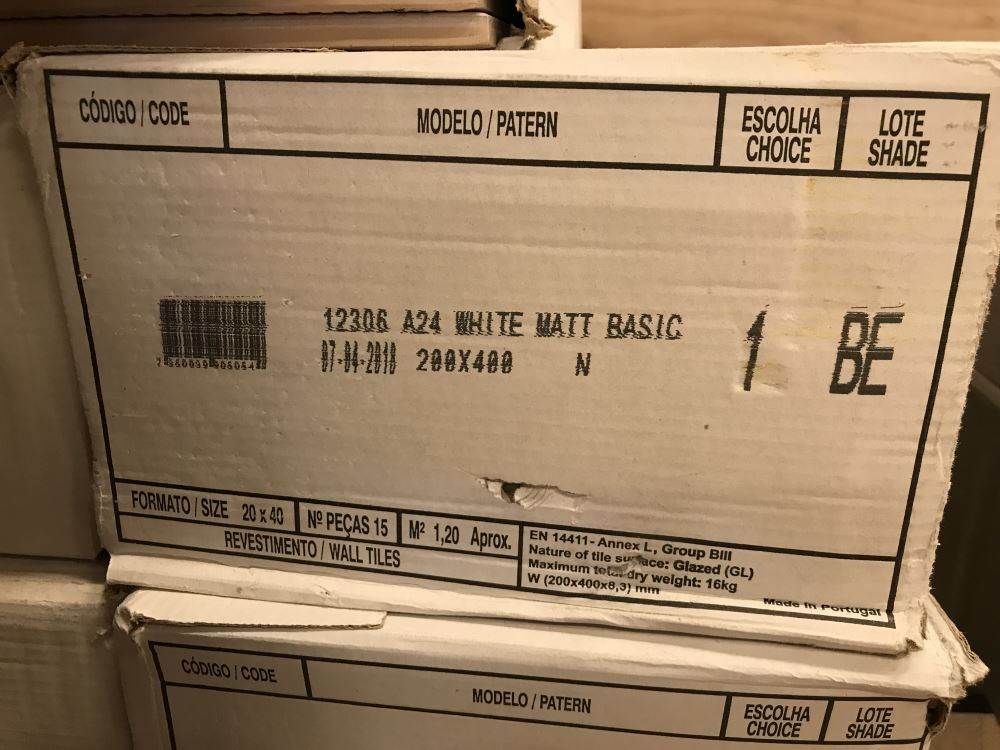 CÓDIGO / CODE
MODELO / PATERN
ESCOLHA
CHOICE
LOTE
SHADE
12306 A24 WHITE MATT BASIC
07-04-2018 200X400 N
1
BE
FORMATO / SIZE 20 x 40
Nº PEÇAS 15
M² 1,20 Aprox.
REVESTIMENTO / WALL TILES
EN 14411- Annex L, Group BIII
Nature of tile surface: Glazed (GL)
Maximum total dry weight: 16kg
W (200x400x8,3) mm
Made in Portugal
CÓDIGO / CODE
MODELO / PATERN
ESCOLHA
CHOICE
LOTE
SHADE